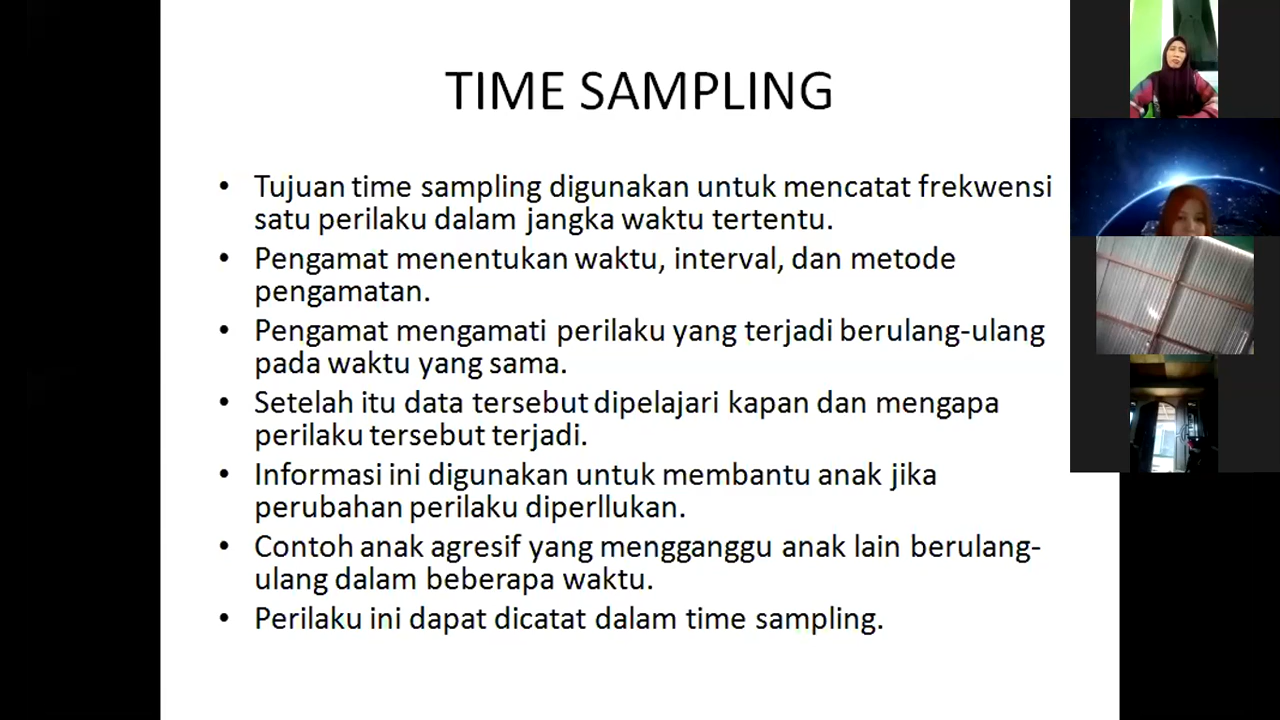 TIME SAMPLING
• Tujuan time sampling digunakan untuk mencatat frekwensi
satu perilaku dalam jangka waktu tertentu.
• Pengamat menentukan waktu, interval, dan metode
pengamatan.
• Pengamat mengamati perilaku yang terjadi berulang-ulang
pada waktu yang sama.
• Setelah itu data tersebut dipelajari kapan dan mengapa
perilaku tersebut terjadi.
• Informasi ini digunakan untuk membantu anak jika
perubahan perilaku diperllukan.
• Contoh anak agresif yang mengganggu anak lain berulang-
ulang dalam beberapa waktu.
• Perilaku ini dapat dicatat dalam time sampling.